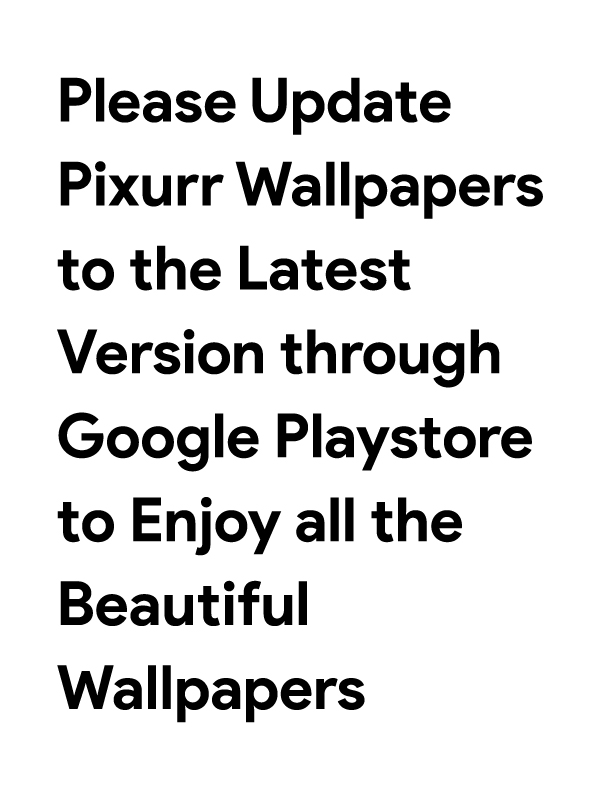 Please Update
Pixurr Wallpapers
to the Latest
Version through
Google Playstore
to Enjoy all the
Beautiful
Wallpapers